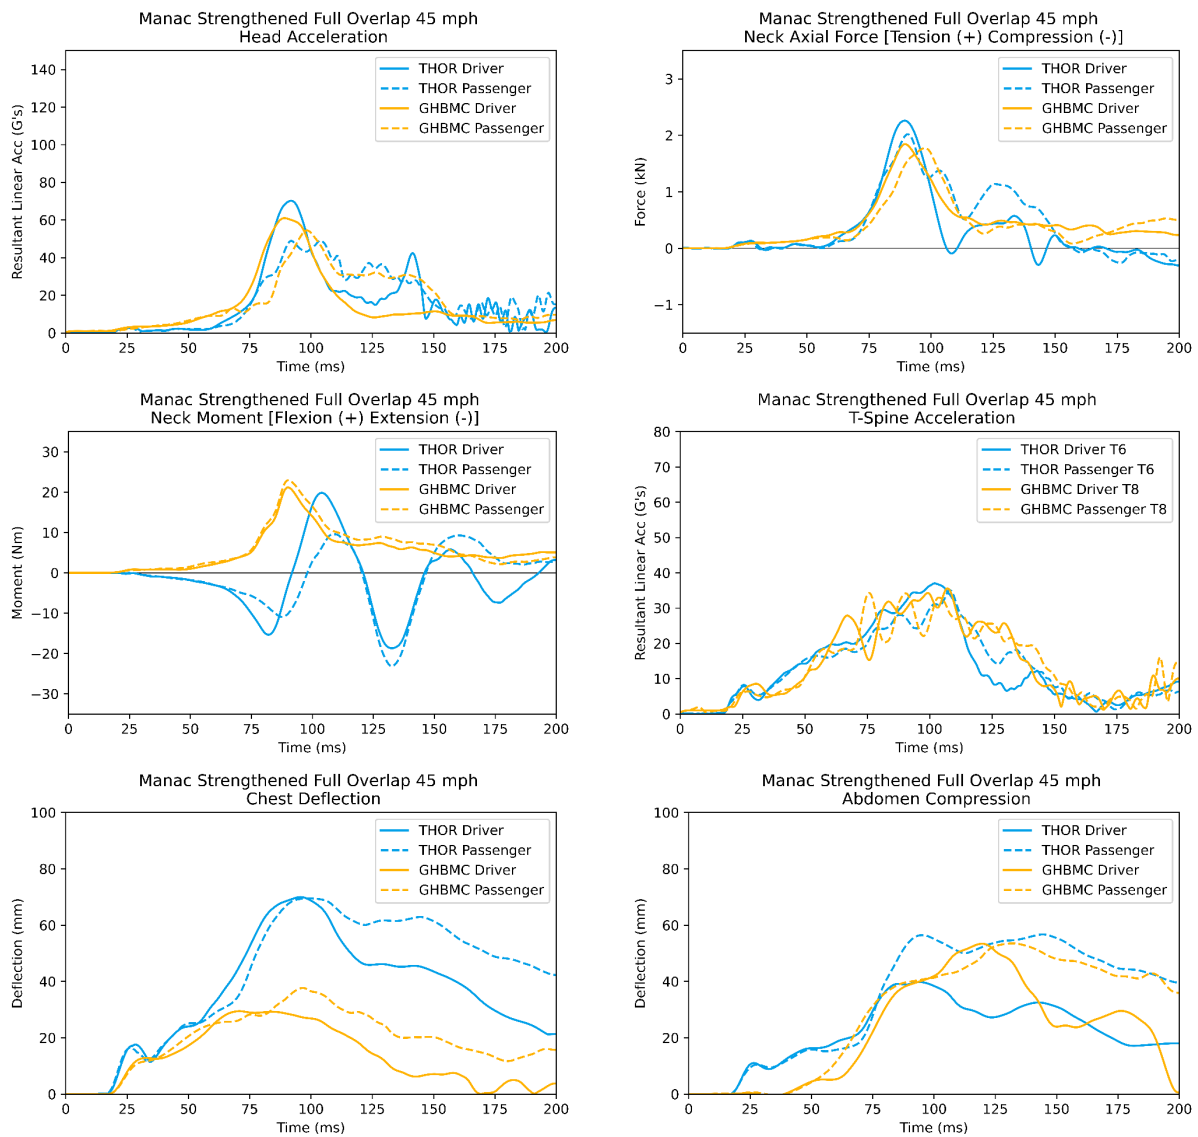 Manac Strengthened Full Overlap 45 mph
Head Acceleration
140
120
100
80
60
40
20
0
Resultant Linear Acc (G's)
THOR Driver
THOR Passenger
GHBMC Driver
GHBMC Passenger
0 25 50 75 100 125 150 175 200
Time (ms)
Manac Strengthened Full Overlap 45 mph
Neck Axial Force [Tension (+) Compression (-)]
3
2
1
0
−1
Force (kN)
THOR Driver
THOR Passenger
GHBMC Driver
GHBMC Passenger
0 25 50 75 100 125 150 175 200
Time (ms)
Manac Strengthened Full Overlap 45 mph
Neck Moment [Flexion (+) Extension (-)]
30
20
10
0
−10
−20
−30
Moment (Nm)
THOR Driver
THOR Passenger
GHBMC Driver
GHBMC Passenger
0 25 50 75 100 125 150 175 200
Time (ms)
Manac Strengthened Full Overlap 45 mph
T-Spine Acceleration
80
70
60
50
40
30
20
10
0
Resultant Linear Acc (G's)
THOR Driver T6
THOR Passenger T6
GHBMC Driver T8
GHBMC Passenger T8
0 25 50 75 100 125 150 175 200
Time (ms)
Manac Strengthened Full Overlap 45 mph
Chest Deflection
100
80
60
40
20
0
Deflection (mm)
THOR Driver
THOR Passenger
GHBMC Driver
GHBMC Passenger
0 25 50 75 100 125 150 175 200
Time (ms)
Manac Strengthened Full Overlap 45 mph
Abdomen Compression
100
80
60
40
20
0
Deflection (mm)
THOR Driver
THOR Passenger
GHBMC Driver
GHBMC Passenger
0 25 50 75 100 125 150 175 200
Time (ms)